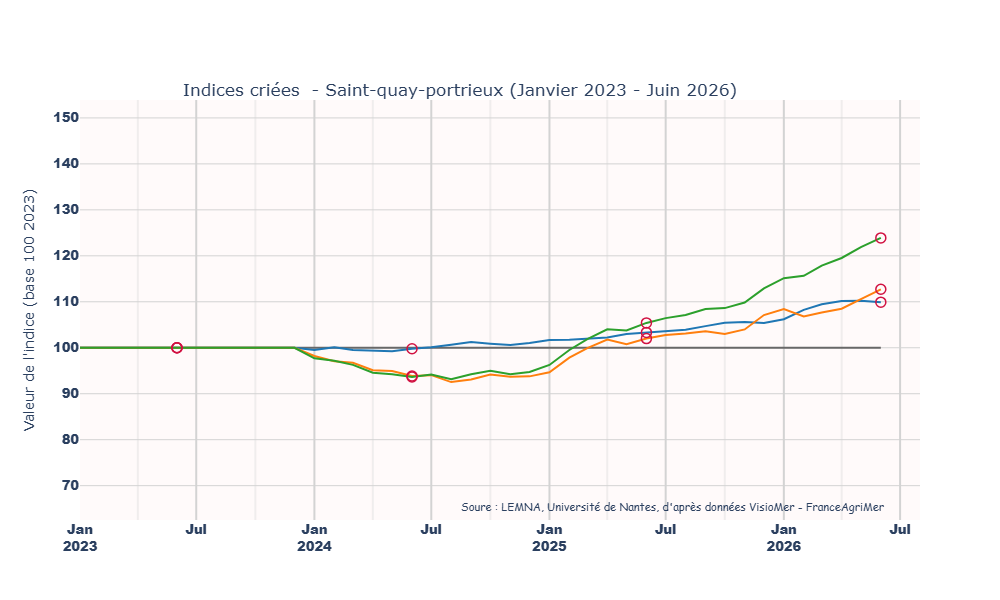 Indices criées  - Saint-quay-portrieux (Janvier 2023 - Juin 2026)
Valeur de l'indice (base 100 2023)
150
140
130
120
110
100
90
80
70
Soure : LEMNA, Université de Nantes, d'après données VisioMer - FranceAgriMer
Jan Jul Jan Jul Jan Jul Jan Jul
2023 2024 2025 2026